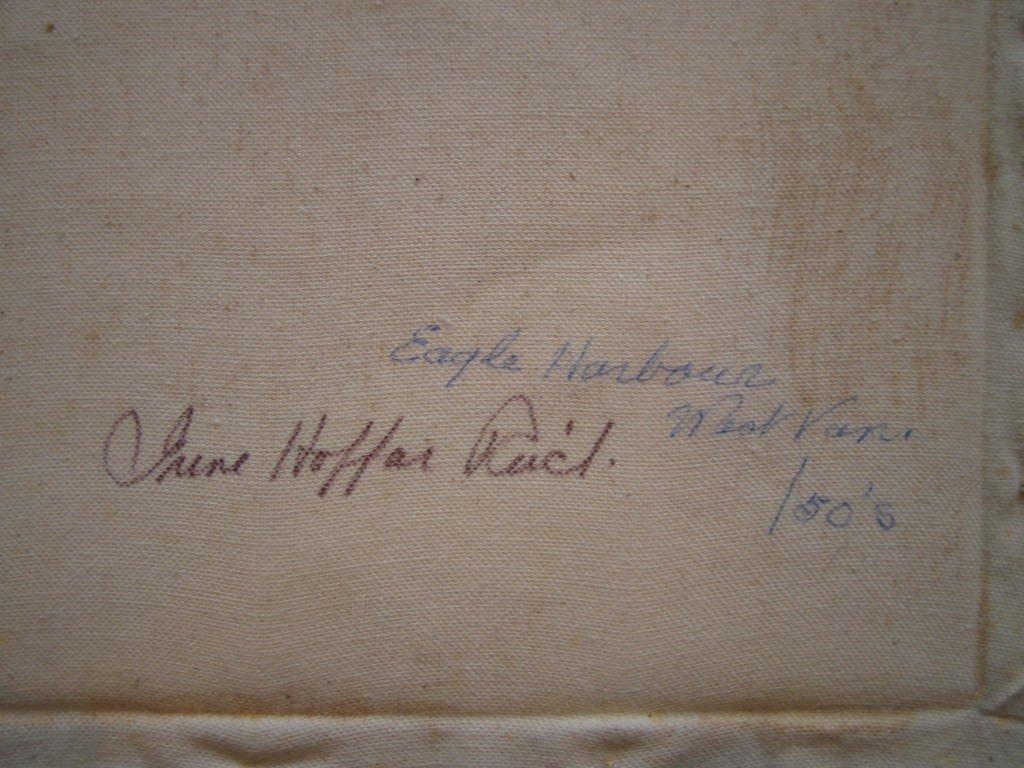 Eagle Harbour
West Van.
/50's
Irene Hoffar Reid.